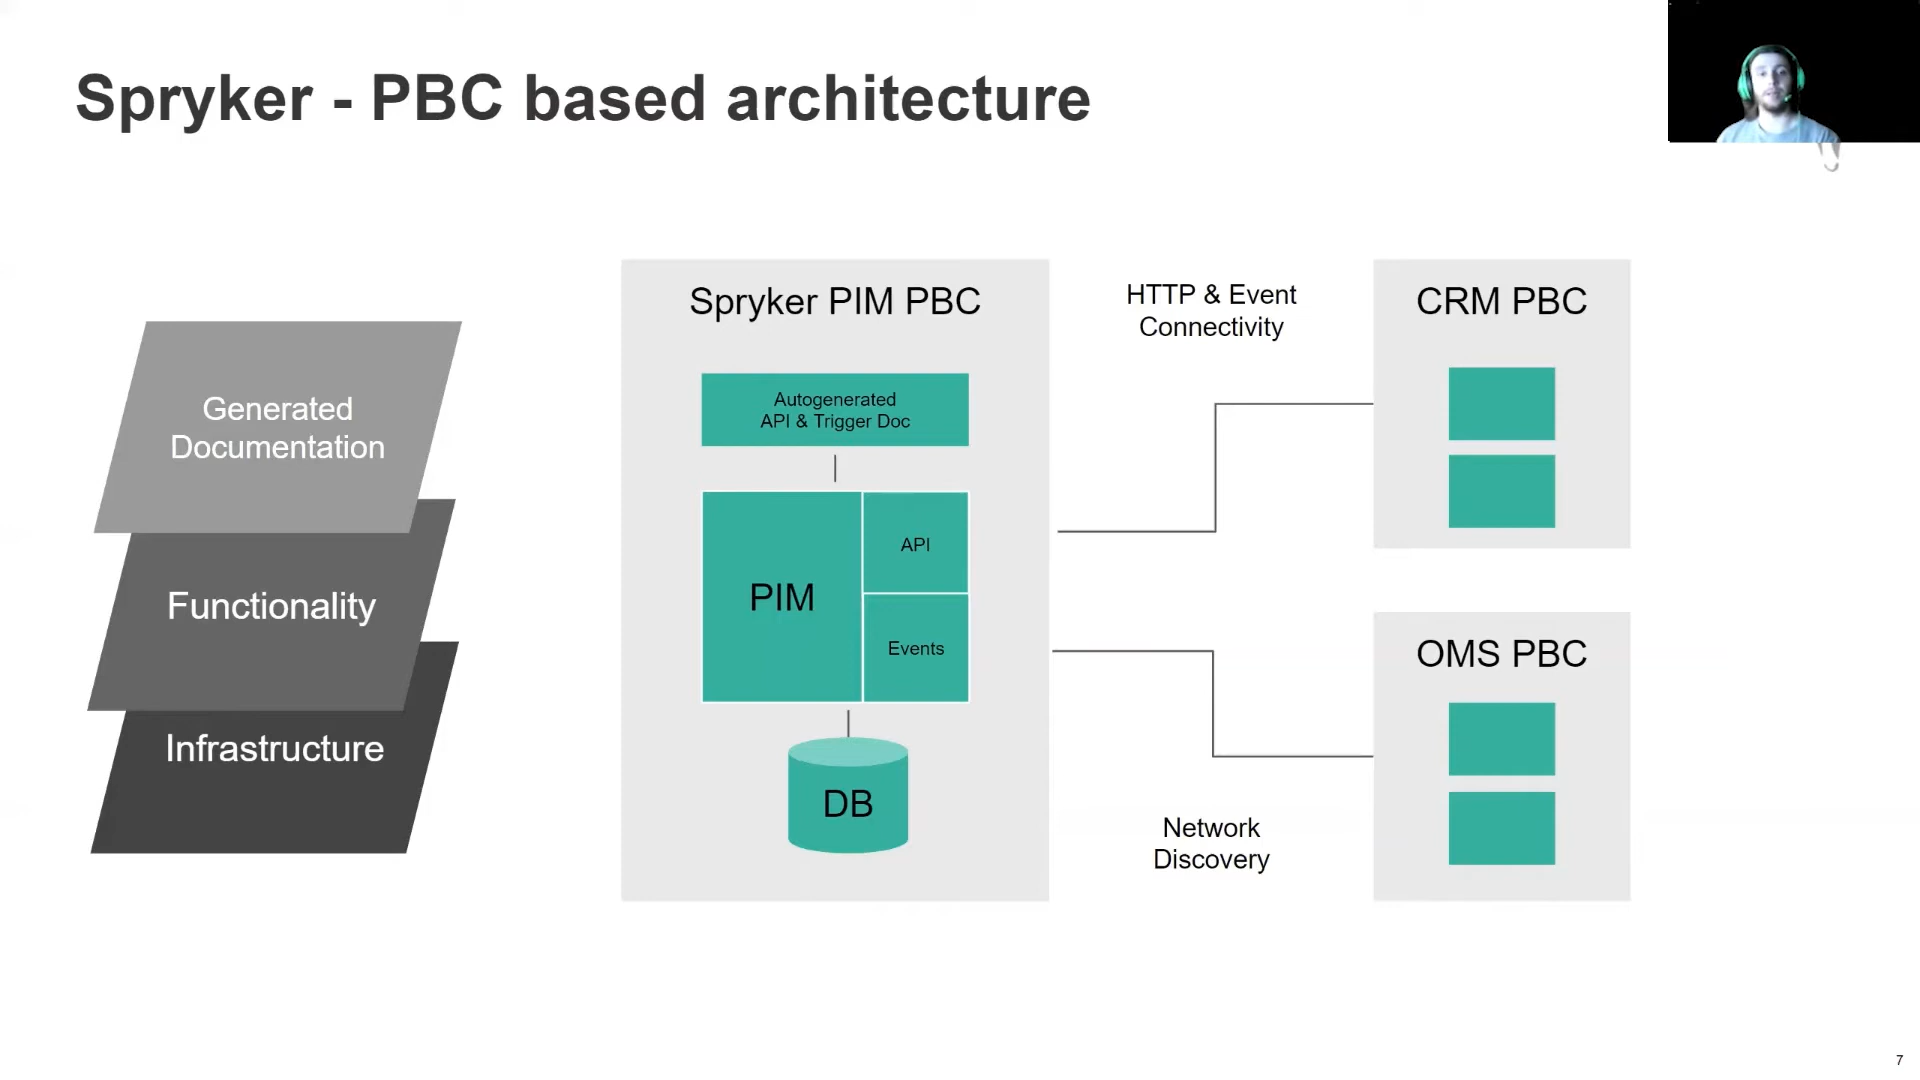 Spryker - PBC based architecture
Generated
Documentation
Functionality
Infrastructure
Spryker PIM PBC
Autogenerated
API & Trigger Doc
PIM
API
Events
DB
HTTP & Event
Connectivity
Network
Discovery
CRM PBC
OMS PBC
7